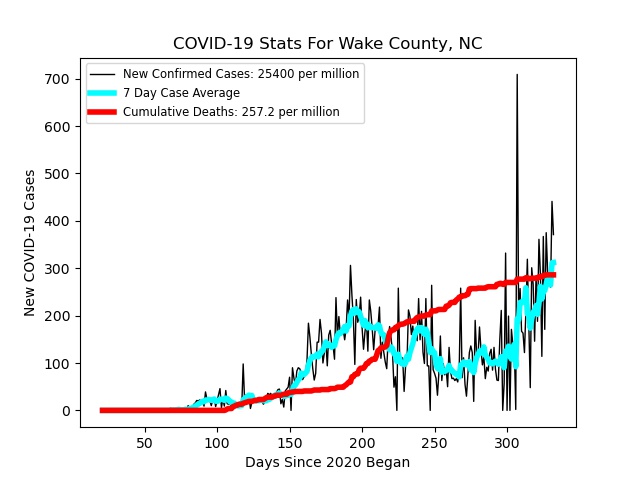 COVID-19 Stats For Wake County, NC
New Confirmed Cases: 25400 per million
7 Day Case Average
Cumulative Deaths: 257.2 per million
New COVID-19 Cases
700
600
500
400
300
200
100
0
50 100 150 200 250 300
Days Since 2020 Began